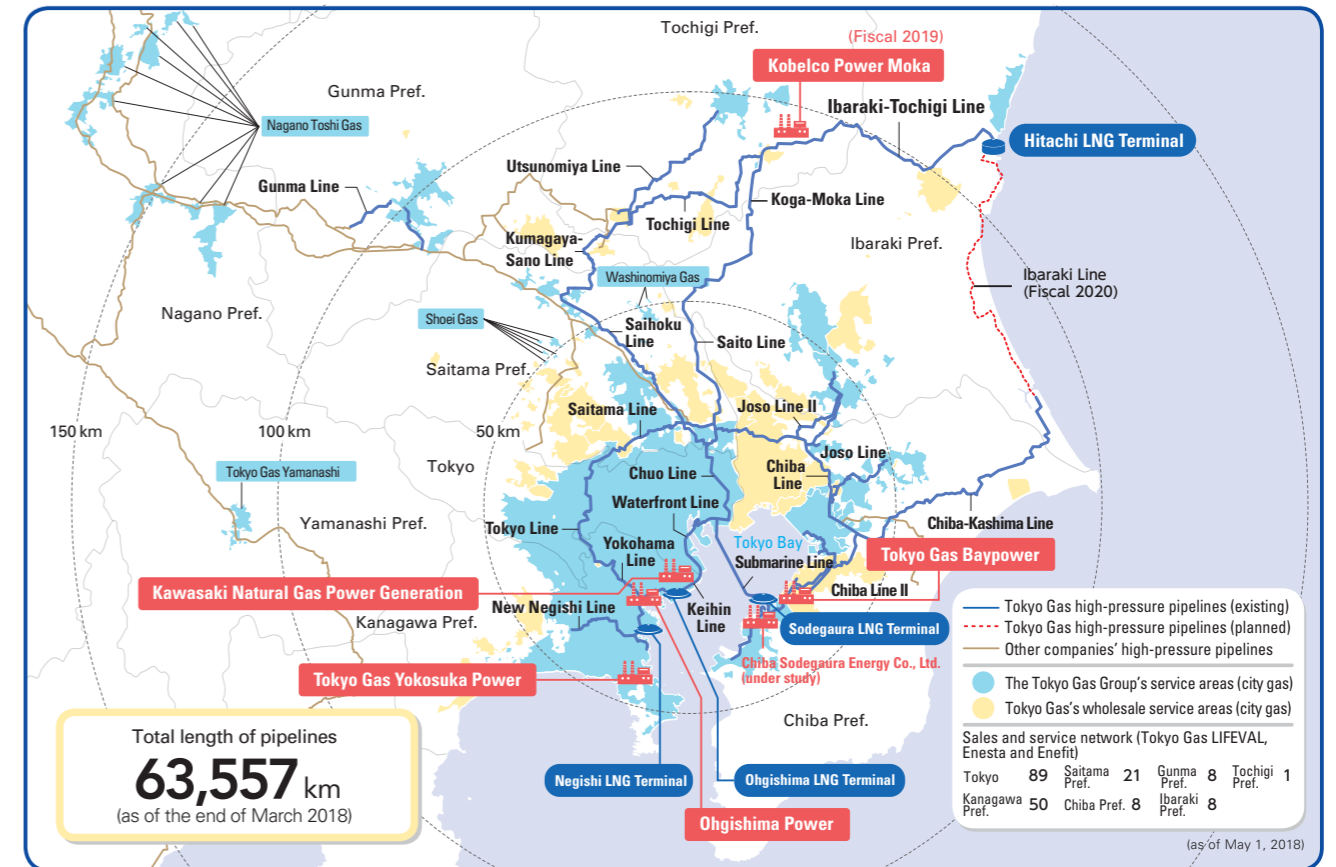 Tochigi Pref.
(Fiscal 2019)
Kobelco Power Moka
Gunma Pref.
Ibaraki-Tochigi Line
Nagano Toshi Gas
Hitachi LNG Terminal
Utsunomiya Line
Gunma Line
Koga-Moka Line
Tochigi Line
Kumagaya-
Sano Line
Ibaraki Pref.
Washinomiya Gas
Ibaraki Line
(Fiscal 2020)
Nagano Pref.
Shoei Gas
Saihoku
Line
Saito Line
Saitama Pref.
Saitama Line
Joso Line II
150 km
100 km
50 km
Tokyo
Joso Line
Tokyo Gas Yamanashi
Chuo Line
Chiba
Line
Waterfront Line
Yamanashi Pref.
Tokyo Line
Chiba-Kashima Line
Yokohama
Line
Tokyo Bay
Submarine Line
Tokyo Gas Baypower
Kawasaki Natural Gas Power Generation
Chiba Line II
New Negishi Line
Keihin
Line
Kanagawa Pref.
Sodegaura LNG Terminal
Chiba Sodegaura Energy Co., Ltd.
(under study)
Tokyo Gas Yokosuka Power
Chiba Pref.
Negishi LNG Terminal
Ohgishima LNG Terminal
Ohgishima Power
Total length of pipelines
63,557 km
(as of the end of March 2018)
Tokyo Gas high-pressure pipelines (existing)
Tokyo Gas high-pressure pipelines (planned)
Other companies' high-pressure pipelines
The Tokyo Gas Group's service areas (city gas)
Tokyo Gas's wholesale service areas (city gas)
Sales and service network (Tokyo Gas LIFEVAL,
Enesta and Enefit)
Tokyo 89 Saitama Pref. 21 Gunma Pref. 8 Tochigi Pref. 1
Kanagawa Pref. 50 Chiba Pref. 8 Ibaraki Pref. 8
(as of May 1, 2018)